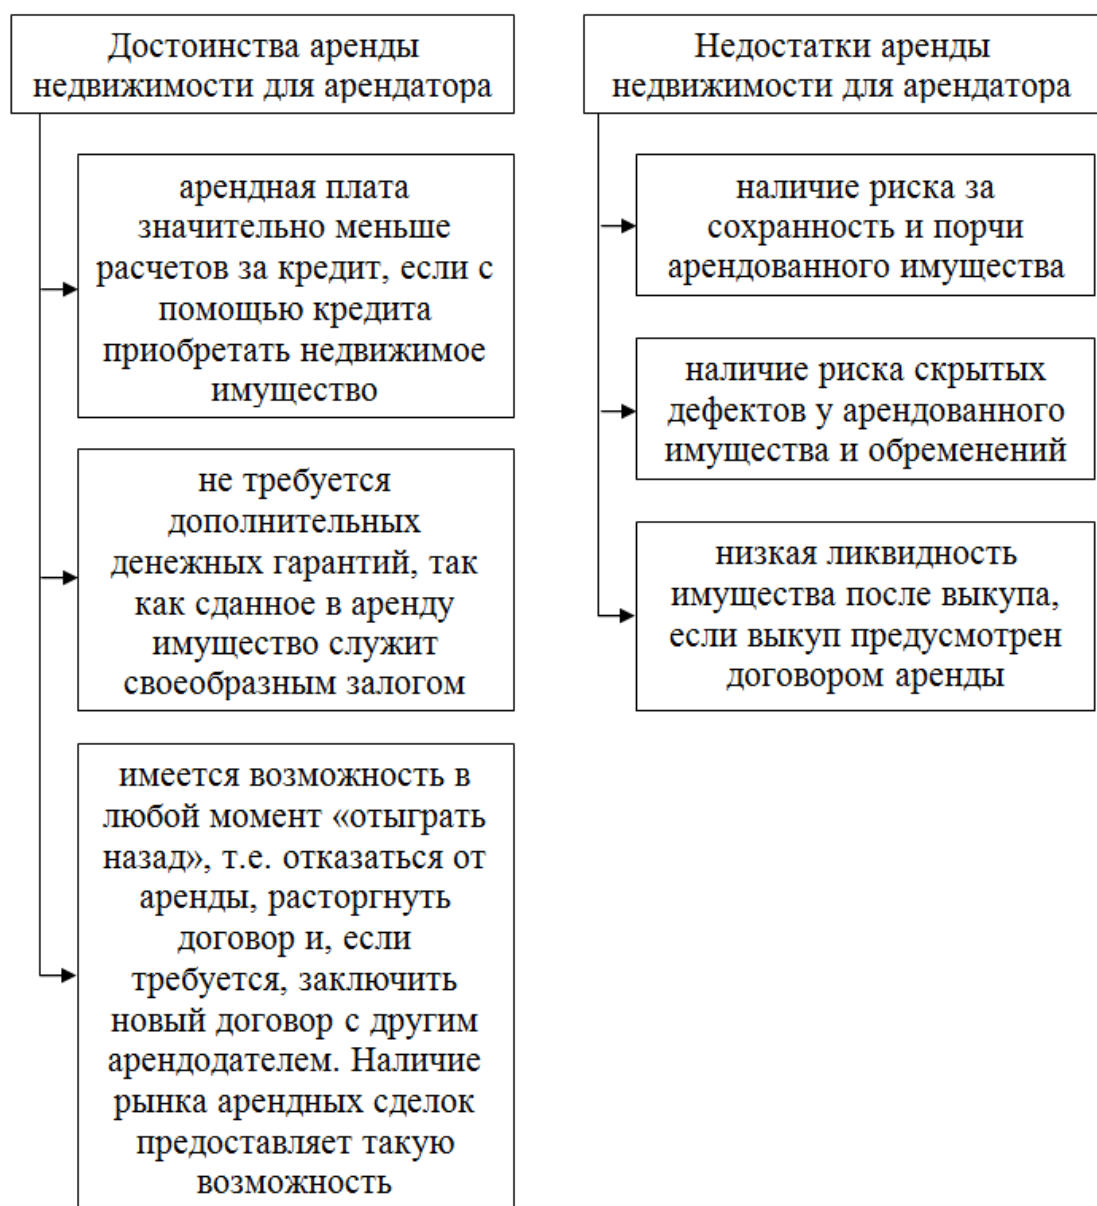 Достоинства аренды
недвижимости для арендатора
арендная плата
значительно меньше
расчетов за кредит, если с
помощью кредита
приобретать недвижимое
имущество
не требуется
дополнительных
денежных гарантий, так
как сданное в аренду
имущество служит
своеобразным залогом
имеется возможность в
любой момент «отыграть
назад», т.е. отказаться от
аренды, расторгнуть
договор и, если
требуется, заключить
новый договор с другим
арендодателем. Наличие
рынка арендных сделок
предоставляет такую
возможность
Недостатки аренды
недвижимости для арендатора
наличие риска за
сохранность и порчи
арендованного имущества
наличие риска скрытых
дефектов у арендованного
имущества и обременений
низкая ликвидность
имущества после выкупа,
если выкуп предусмотрен
договором аренды